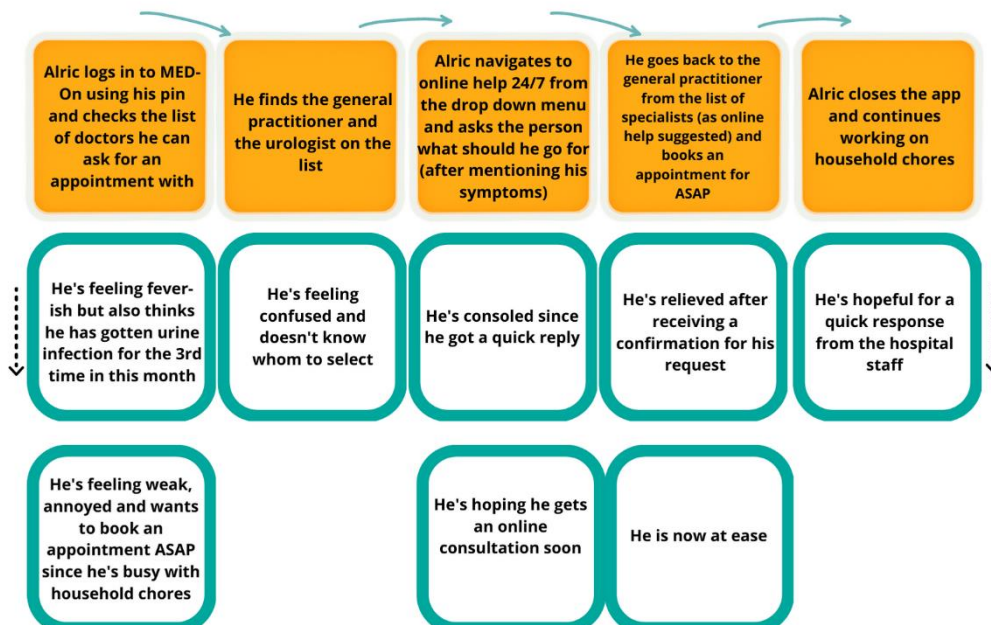 Alric logs in to MED-
On using his pin
and checks the list
of doctors he can
ask for an
appointment with
He finds the general
practitioner and
the urologist on the
list
Alric navigates to
online help 24/7 from
the drop down menu
and asks the person
what should he go for
(after mentioning his
symptoms)
He goes back to the
general practitioner
from the list of
specialists (as online
help suggested) and
books an
appointment for
ASAP
Alric closes the app
and continues
working on
household chores
He's feeling fever-
ish but also thinks
he has gotten urine
infection for the 3rd
time in this month
He's feeling
confused and
doesn't know
whom to select
He's consoled since
he got a quick reply
He's relieved after
receiving a
confirmation for his
request
He's hopeful for a
quick response
from the hospital
staff
He's feeling weak,
annoyed and wants
to book an
appointment ASAP
since he's busy with
household chores
He's hoping he gets
an online
consultation soon
He is now at ease